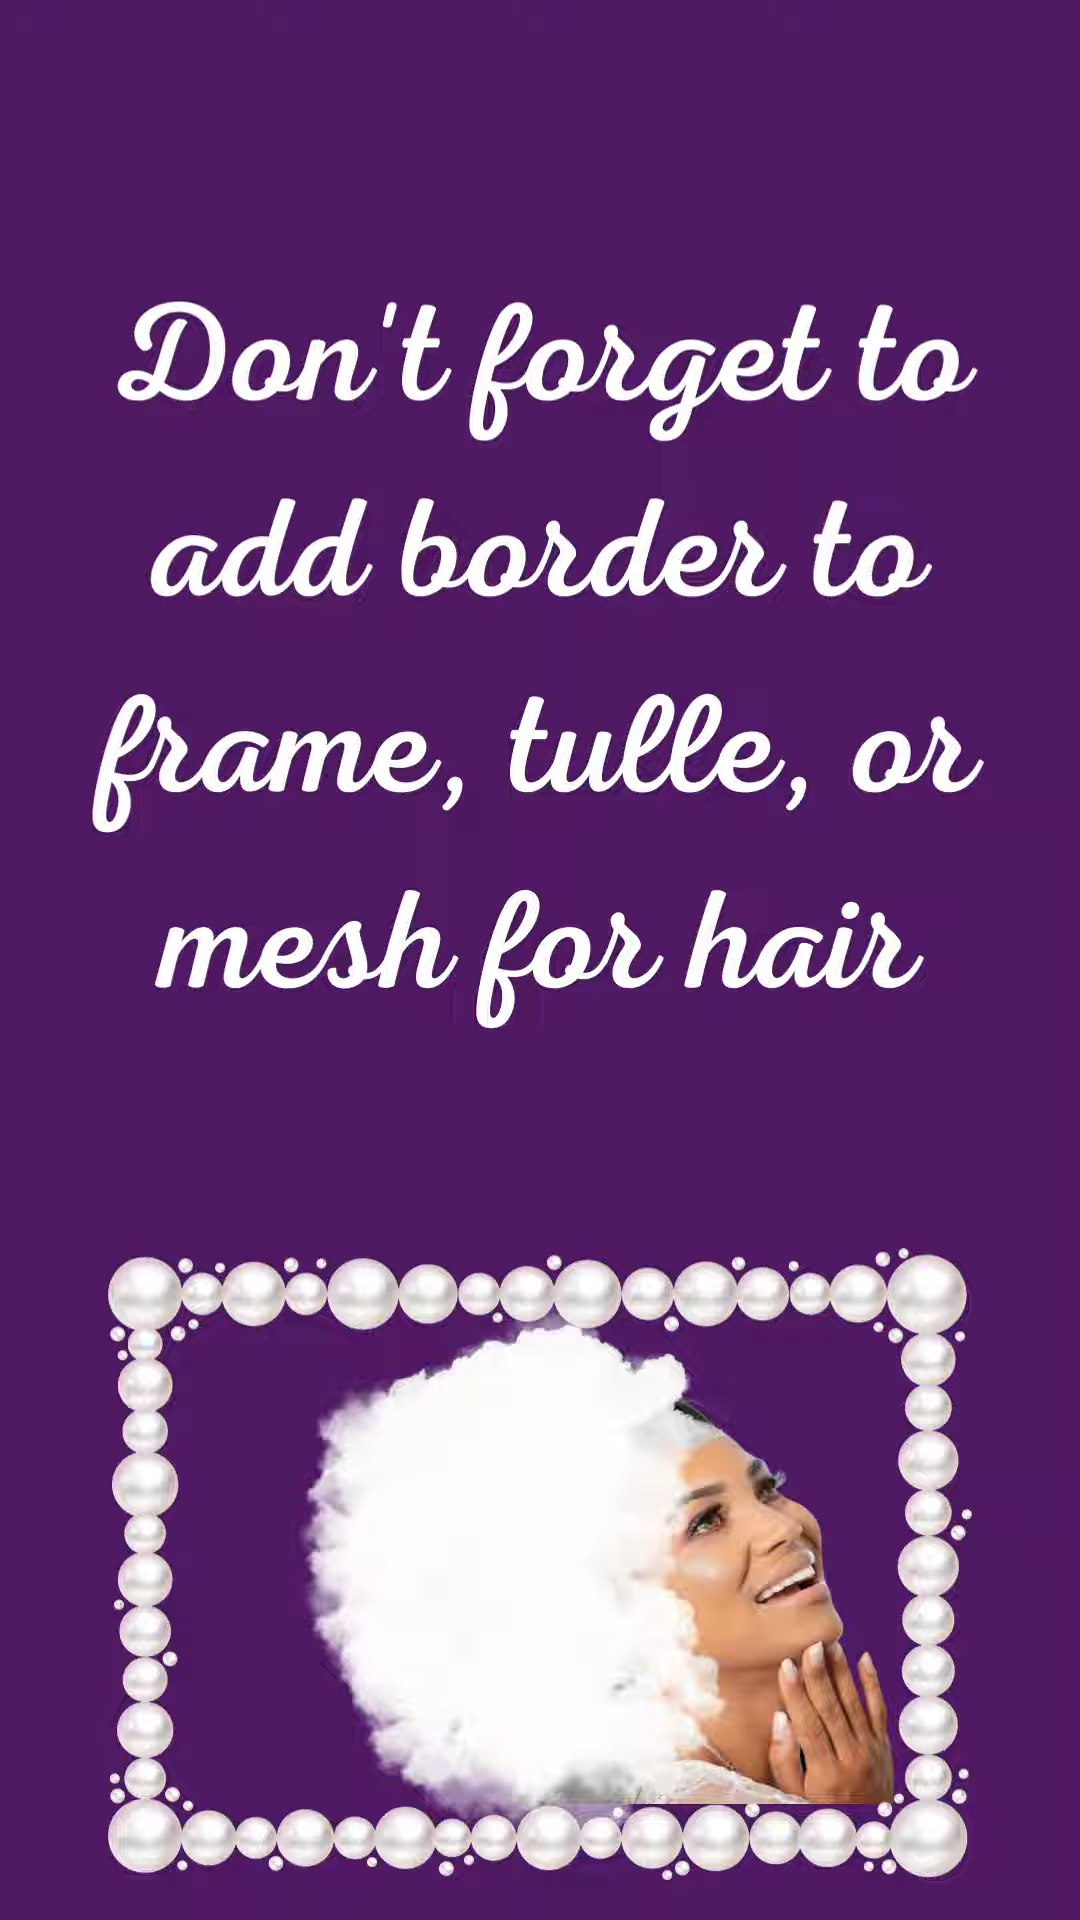 Don't forget to
add border to
frame, tulle, or
mesh for hair